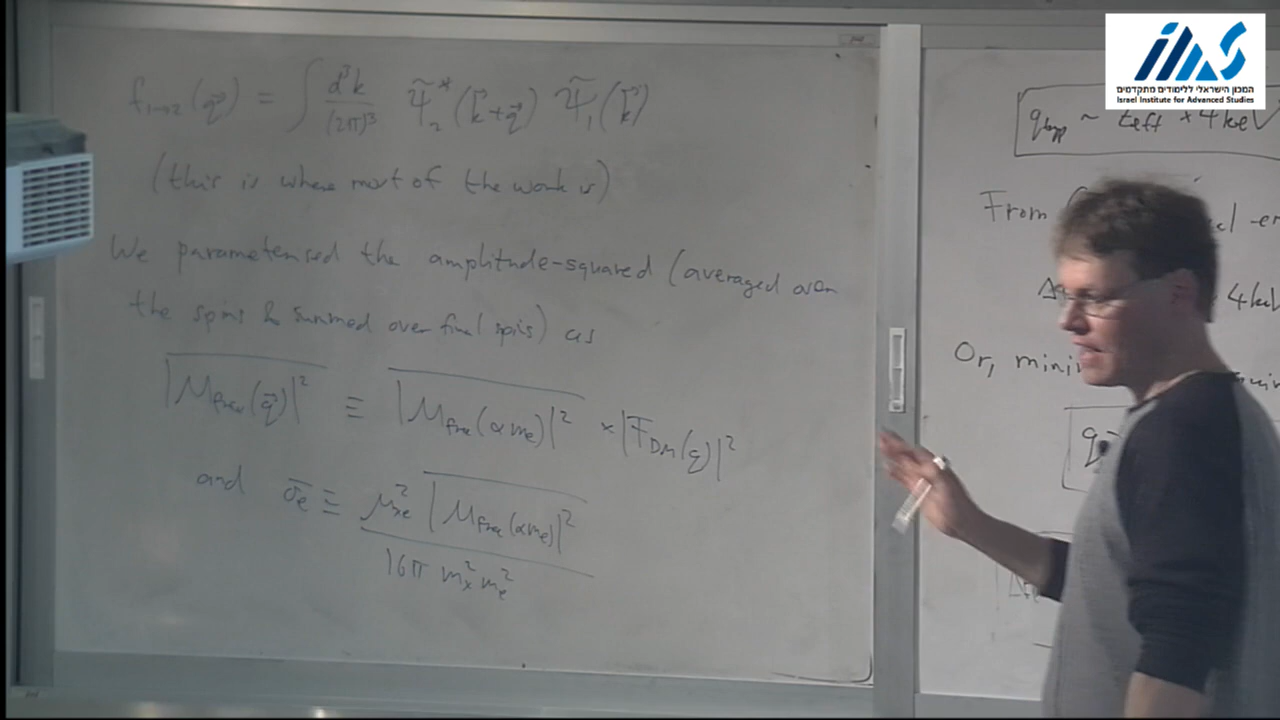 f₁→₂(q⃗) = ∫ d³k/(2π)³ Ψ̃₂*(k⃗+q⃗) Ψ̃₁(k⃗)
(this is where most of the work is)
We parameterised the amplitude-squared (averaged over
the spins & summed over final spins) as
|M_free(q⃗)|² ≡ |M_free(αm_e)|² × |F_DM(q)|²
and σ̄_e ≡ μ²_χe |M_free(αm_e)|² / 16π m²_χ m²_e
המכון הישראלי ללימודים מתקדמים
Israel Institute for Advanced Studies
q_typ ~ Z_eff × 4 keV
From
Δq
4 keV
Or,
q